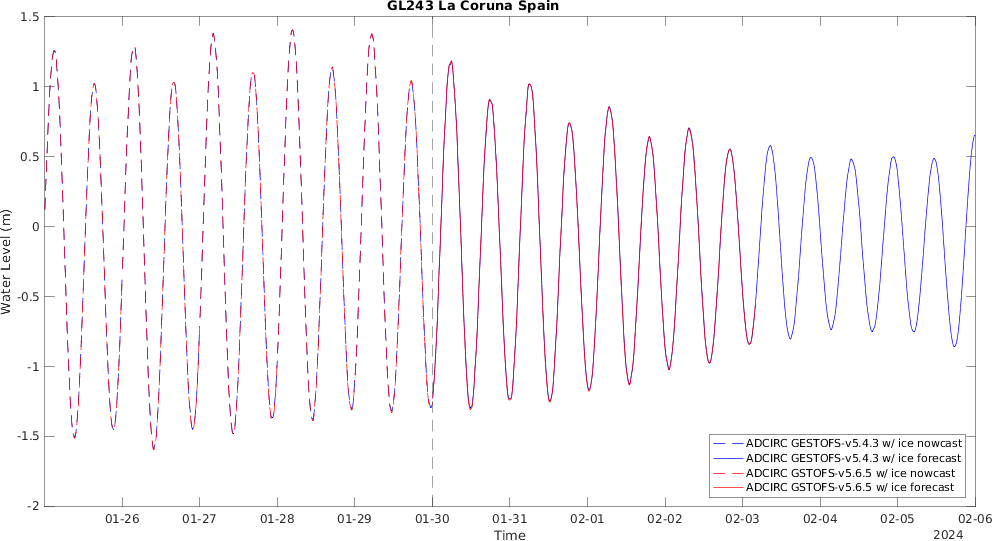 GL243 La Coruna Spain
1.5
1
0.5
0
-0.5
-1
-1.5
-2
Water Level (m)
ADCIRC GESTOFS-v5.4.3 w/ ice nowcast
ADCIRC GESTOFS-v5.4.3 w/ ice forecast
ADCIRC GSTOFS-v5.6.5 w/ ice nowcast
ADCIRC GSTOFS-v5.6.5 w/ ice forecast
01-26 01-27 01-28 01-29 01-30 01-31 02-01 02-02 02-03 02-04 02-05 02-06
Time
2024